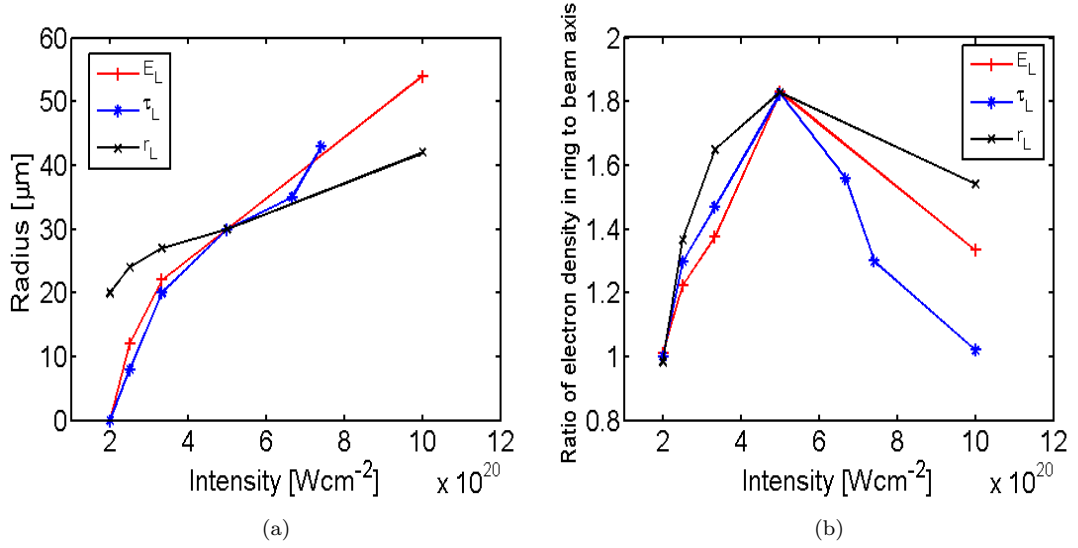 60
50
40
30
20
10
0
2
4
6
8
10
12
Radius [μm]
Intensity [Wcm-2]
x 10²⁰
E_L
τ_L
r_L
(a)
2
1.8
1.6
1.4
1.2
1
0.8
2
4
6
8
10
12
Ratio of electron density in ring to beam axis
Intensity [Wcm-2]
x 10²⁰
E_L
τ_L
r_L
(b)